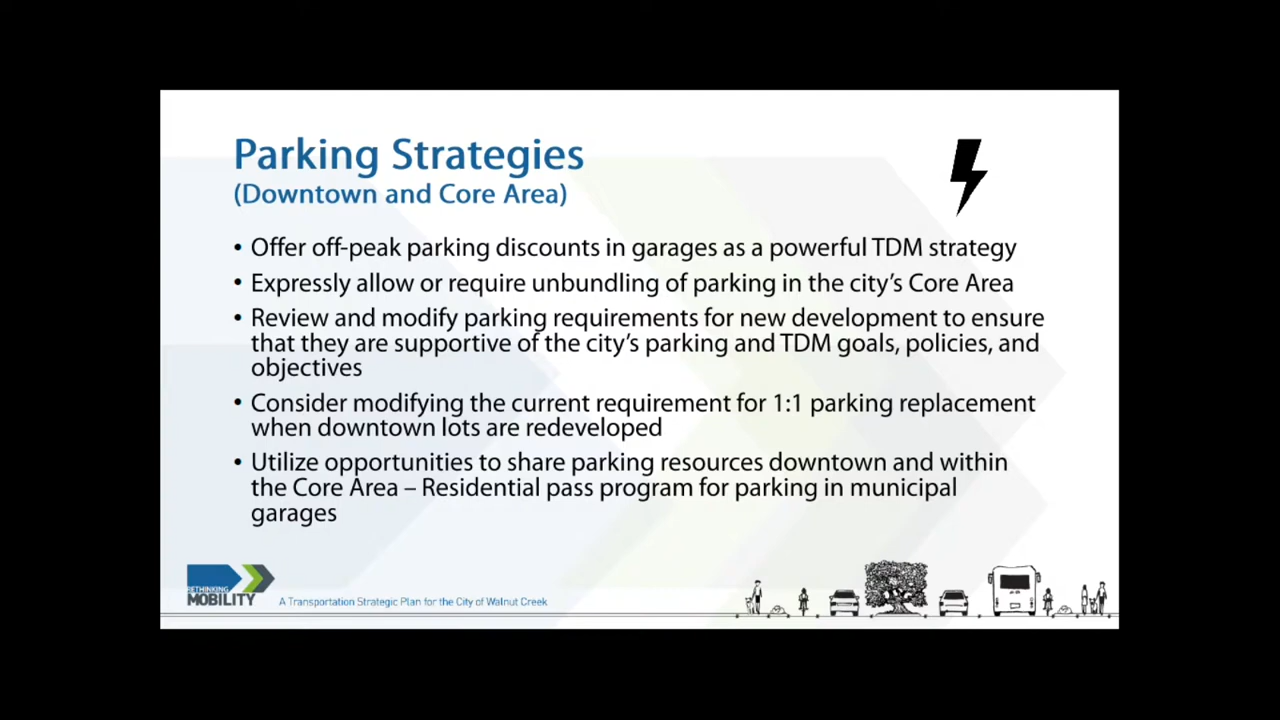 Parking Strategies
(Downtown and Core Area)
• Offer off-peak parking discounts in garages as a powerful TDM strategy
• Expressly allow or require unbundling of parking in the city's Core Area
• Review and modify parking requirements for new development to ensure
that they are supportive of the city's parking and TDM goals, policies, and
objectives
• Consider modifying the current requirement for 1:1 parking replacement
when downtown lots are redeveloped
• Utilize opportunities to share parking resources downtown and within
the Core Area – Residential pass program for parking in municipal
garages
RETHINKING
MOBILITY
A Transportation Strategic Plan for the City of Walnut Creek